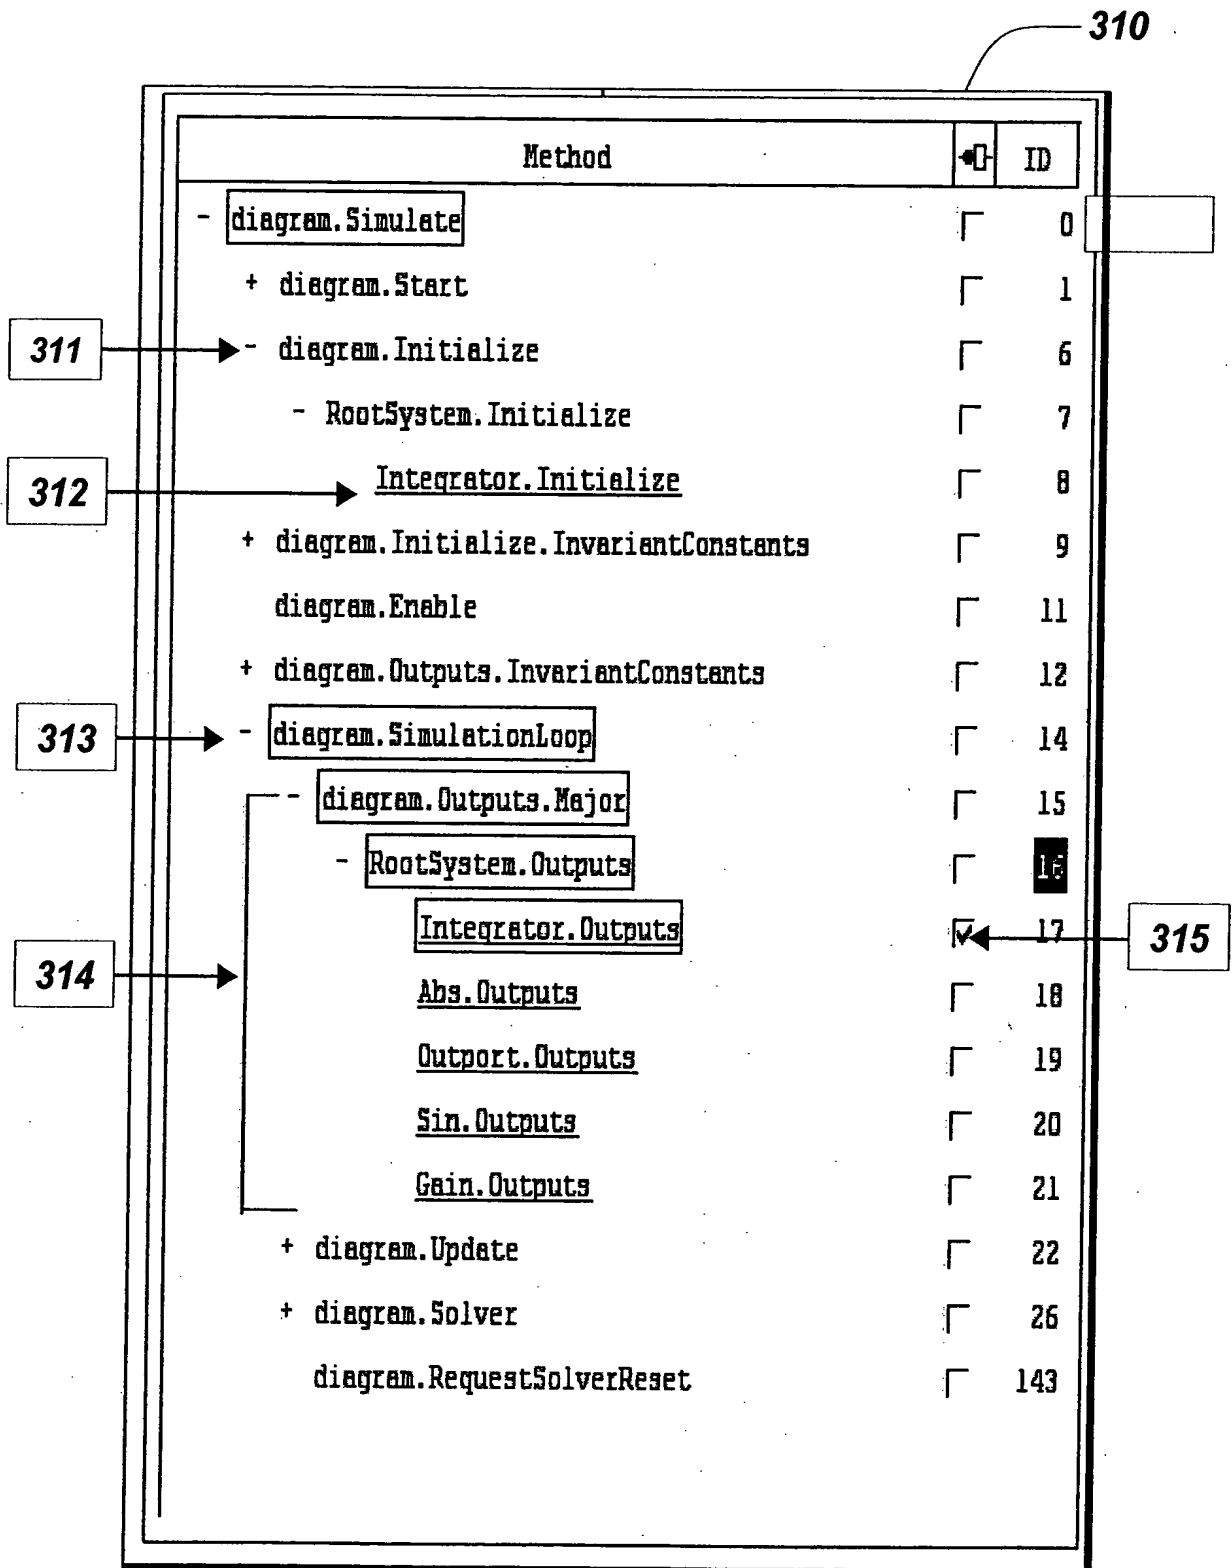 310
Method ID
- diagram.Simulate 0
+ diagram.Start 1
311 - diagram.Initialize 6
- RootSystem.Initialize 7
312 Integrator.Initialize 8
+ diagram.Initialize.InvariantConstants 9
diagram.Enable 11
+ diagram.Outputs.InvariantConstants 12
313 - diagram.SimulationLoop 14
- diagram.Outputs.Major 15
- RootSystem.Outputs 16
Integrator.Outputs 17 315
314 Abs.Outputs 18
Outport.Outputs 19
Sin.Outputs 20
Gain.Outputs 21
+ diagram.Update 22
+ diagram.Solver 26
diagram.RequestSolverReset 143